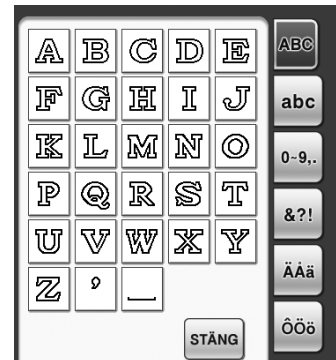 A B C D E
F G H I J
K L M N O
P Q R S T
U V W X Y
Z ' _
STÄNG
ABC
abc
0~9,.
&?!
ÄÅä
ÔÖö